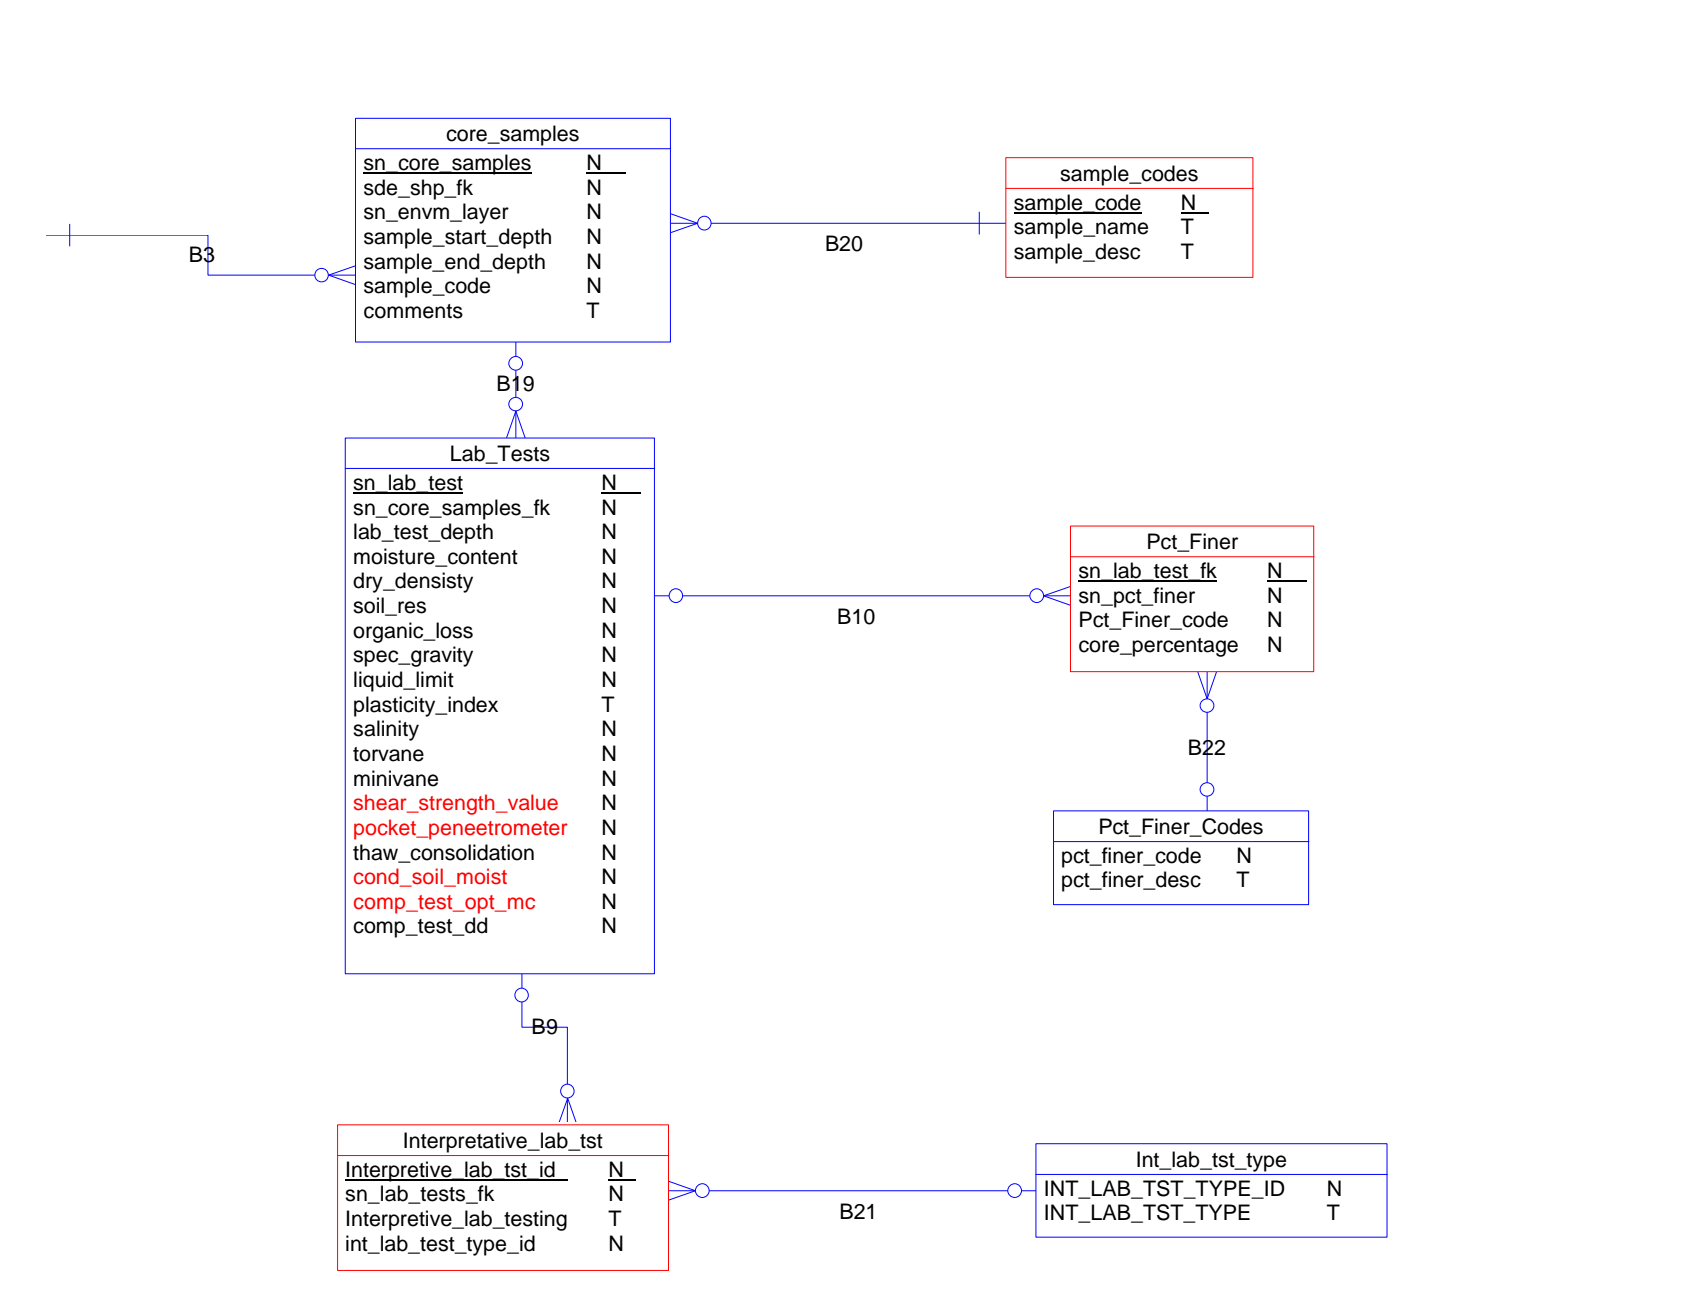 core_samples
sn_core_samples N
sde_shp_fk N
sn_envm_layer N
sample_start_depth N
sample_end_depth N
sample_code N
comments T
sample_codes
sample_code N
sample_name T
sample_desc T
B3
B20
B19
Lab_Tests
sn_lab_test N
sn_core_samples_fk N
lab_test_depth N
moisture_content N
dry_densisty N
soil_res N
organic_loss N
spec_gravity N
liquid_limit N
plasticity_index T
salinity N
torvane N
minivane N
shear_strength_value N
pocket_peneetrometer N
thaw_consolidation N
cond_soil_moist N
comp_test_opt_mc N
comp_test_dd N
B10
Pct_Finer
sn_lab_test_fk N
sn_pct_finer N
Pct_Finer_code N
core_percentage N
B22
Pct_Finer_Codes
pct_finer_code N
pct_finer_desc T
B9
Interpretative_lab_tst
Interpretive_lab_tst_id N
sn_lab_tests_fk N
Interpretive_lab_testing T
int_lab_test_type_id N
B21
Int_lab_tst_type
INT_LAB_TST_TYPE_ID N
INT_LAB_TST_TYPE T